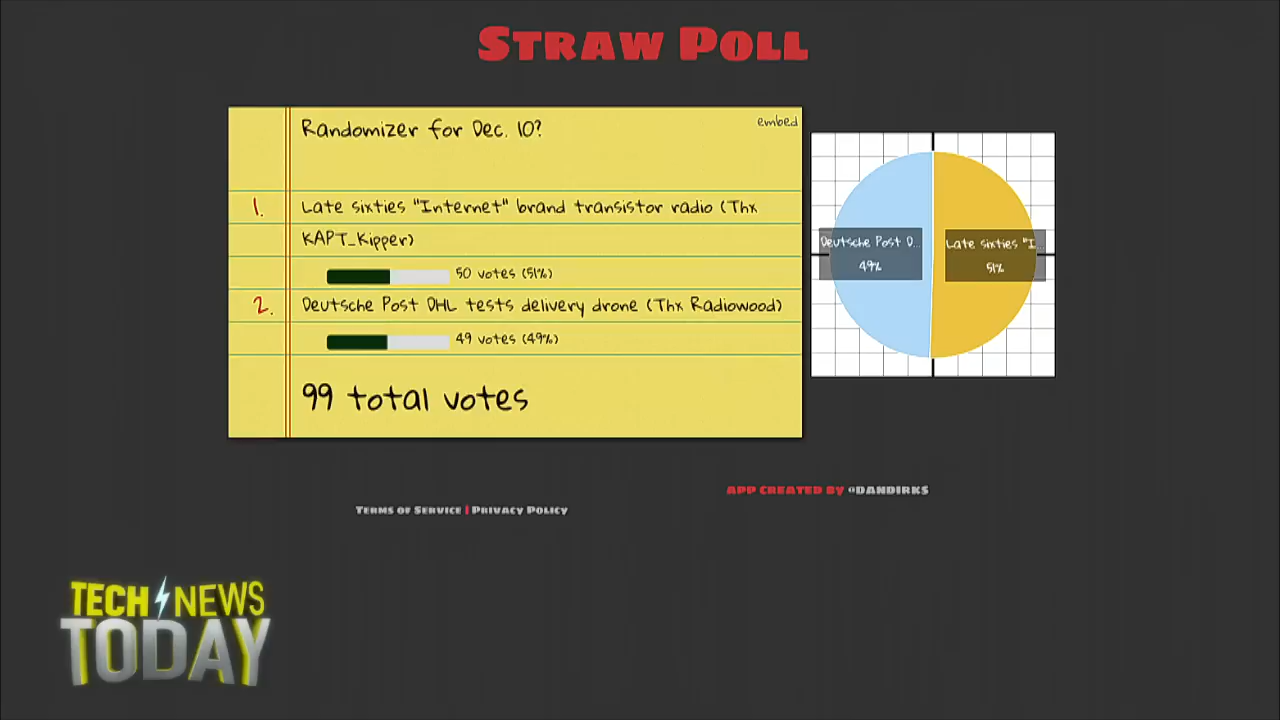 STRAW POLL
Randomizer for Dec. 10?
embed
1. Late sixties "Internet" brand transistor radio (Thx
KAPT_Kipper)
50 votes (51%)
2. Deutsche Post DHL tests delivery drone (Thx Radiowood)
49 votes (49%)
99 total votes
Deutsche Post D...
49%
Late sixties "I...
51%
APP CREATED BY @DANDIRKS
TERMS OF SERVICE | PRIVACY POLICY
TECH NEWS
TODAY